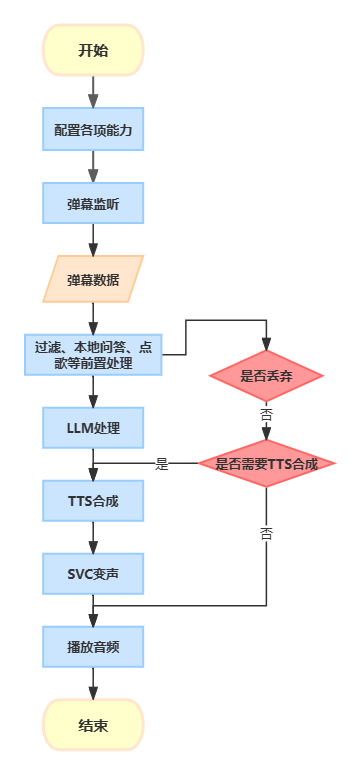 开始
配置各项能力
弹幕监听
弹幕数据
过滤、本地问答、点
歌等前置处理
是否丢弃
否
LLM处理
是否需要TTS合成
是
TTS合成
否
SVC变声
播放音频
结束